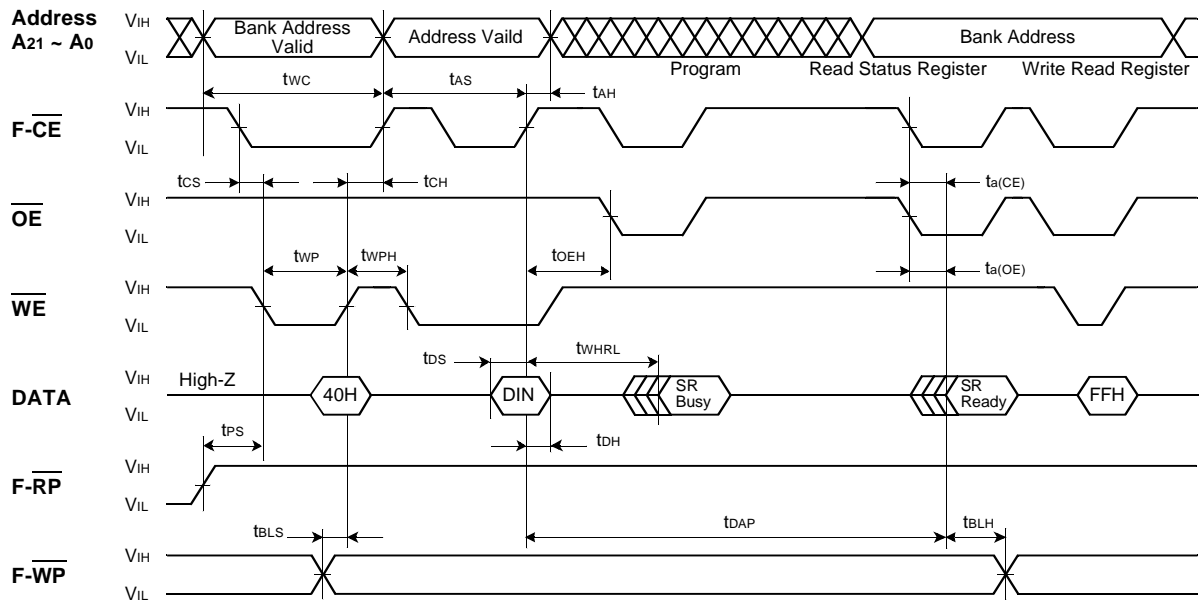 Address
A21 ~ A0
VIH
VIL
Bank Address
Valid
Address Vaild
Bank Address
Program
Read Status Register
Write Read Register
tWC
tAS
tAH
F-CE
VIH
VIL
tCS
tCH
ta(CE)
OE
VIH
VIL
tWP
tWPH
tOEH
ta(OE)
WE
VIH
VIL
tDS
tWHRL
DATA
VIH
VIL
High-Z
40H
DIN
SR
Busy
SR
Ready
FFH
tPS
tDH
F-RP
VIH
VIL
tBLS
tDAP
tBLH
F-WP
VIH
VIL